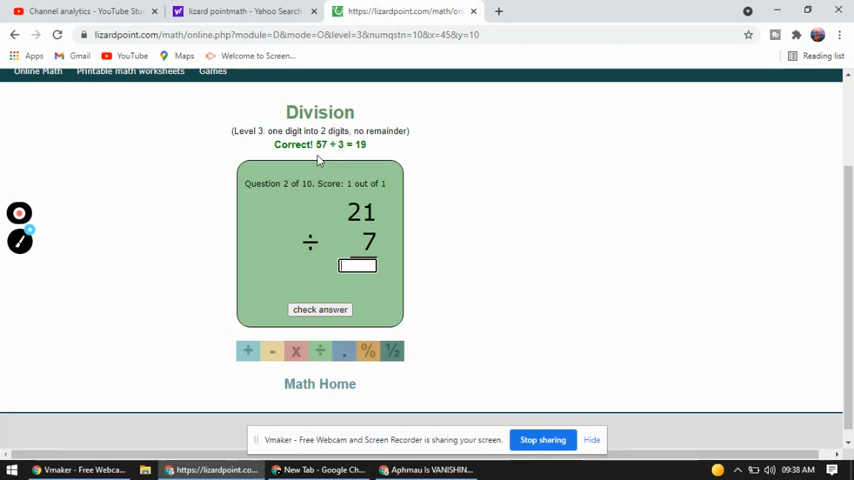 Channel analytics - YouTube Stu
lizard pointmath - Yahoo Search
https://lizardpoint.com/math/on
lizardpoint.com/math/online.php?module=D&mode=O&level=3&numqstn=10&x=45&y=10
Apps
Gmail
YouTube
Maps
Welcome to Screen...
Reading list
Online Math
Printable math worksheets
Games
Division
(Level 3: one digit into 2 digits, no remainder)
Correct! 57 ÷ 3 = 19
Question 2 of 10. Score: 1 out of 1
21
÷ 7
check answer
+ - x ÷ . % ½
Math Home
Vmaker - Free Webcam and Screen Recorder is sharing your screen.
Stop sharing
Hide
Vmaker - Free Webca...
https://lizardpoint.co...
New Tab - Google Ch...
Aphmau Is VANISHIN...
09:38 AM